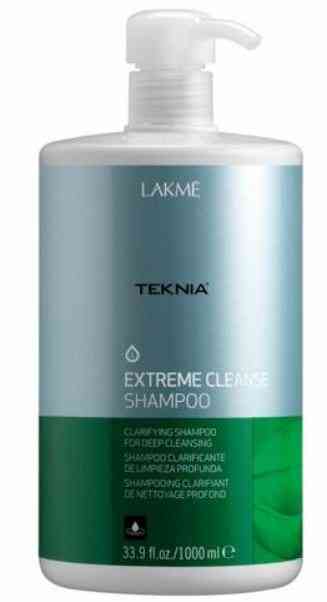 LAKMÉ
TEKNIA
EXTREME CLEANSE
SHAMPOO
CLARIFYING SHAMPOO
FOR DEEP CLEANSING
SHAMPOO CLARIFICANTE
DE LIMPIEZA PROFUNDA
SHAMPOOING CLARIFIANT
DE NETTOYAGE PROFOND
33.9 fl.oz./1000 ml ℮